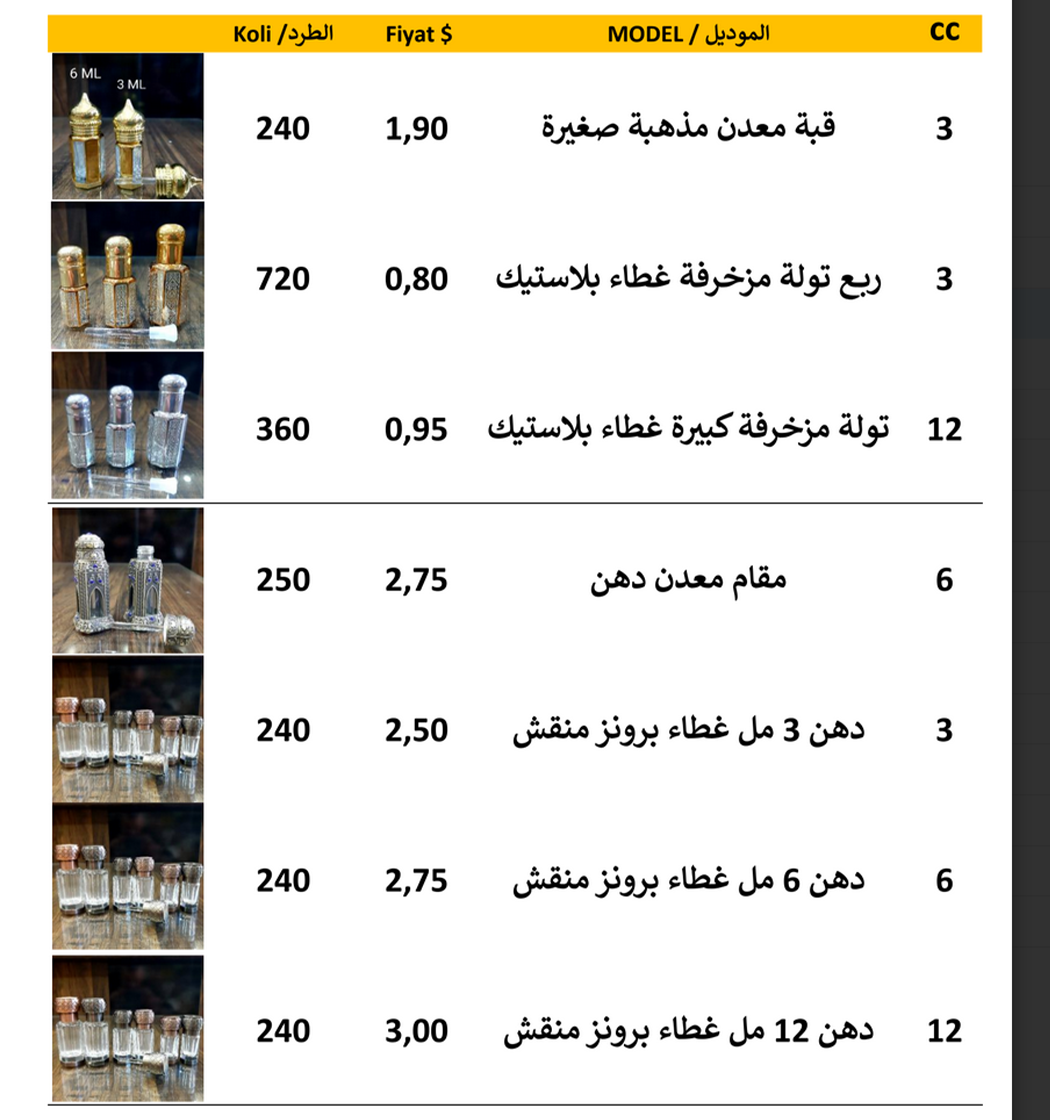 CC الموديل / MODEL Fiyat $ Koli /الطرد
6 ML
3 ML
3 قبة معدن مذهبة صغيرة 1,90 240
3 ربع تولة مزخرفة غطاء بلاستيك 0,80 720
12 تولة مزخرفة كبيرة غطاء بلاستيك 0,95 360
6 مقام معدن دهن 2,75 250
3 دهن 3 مل غطاء برونز منقش 2,50 240
6 دهن 6 مل غطاء برونز منقش 2,75 240
12 دهن 12 مل غطاء برونز منقش 3,00 240